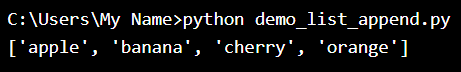 C:\Users\My Name>python demo_list_append.py
['apple', 'banana', 'cherry', 'orange']